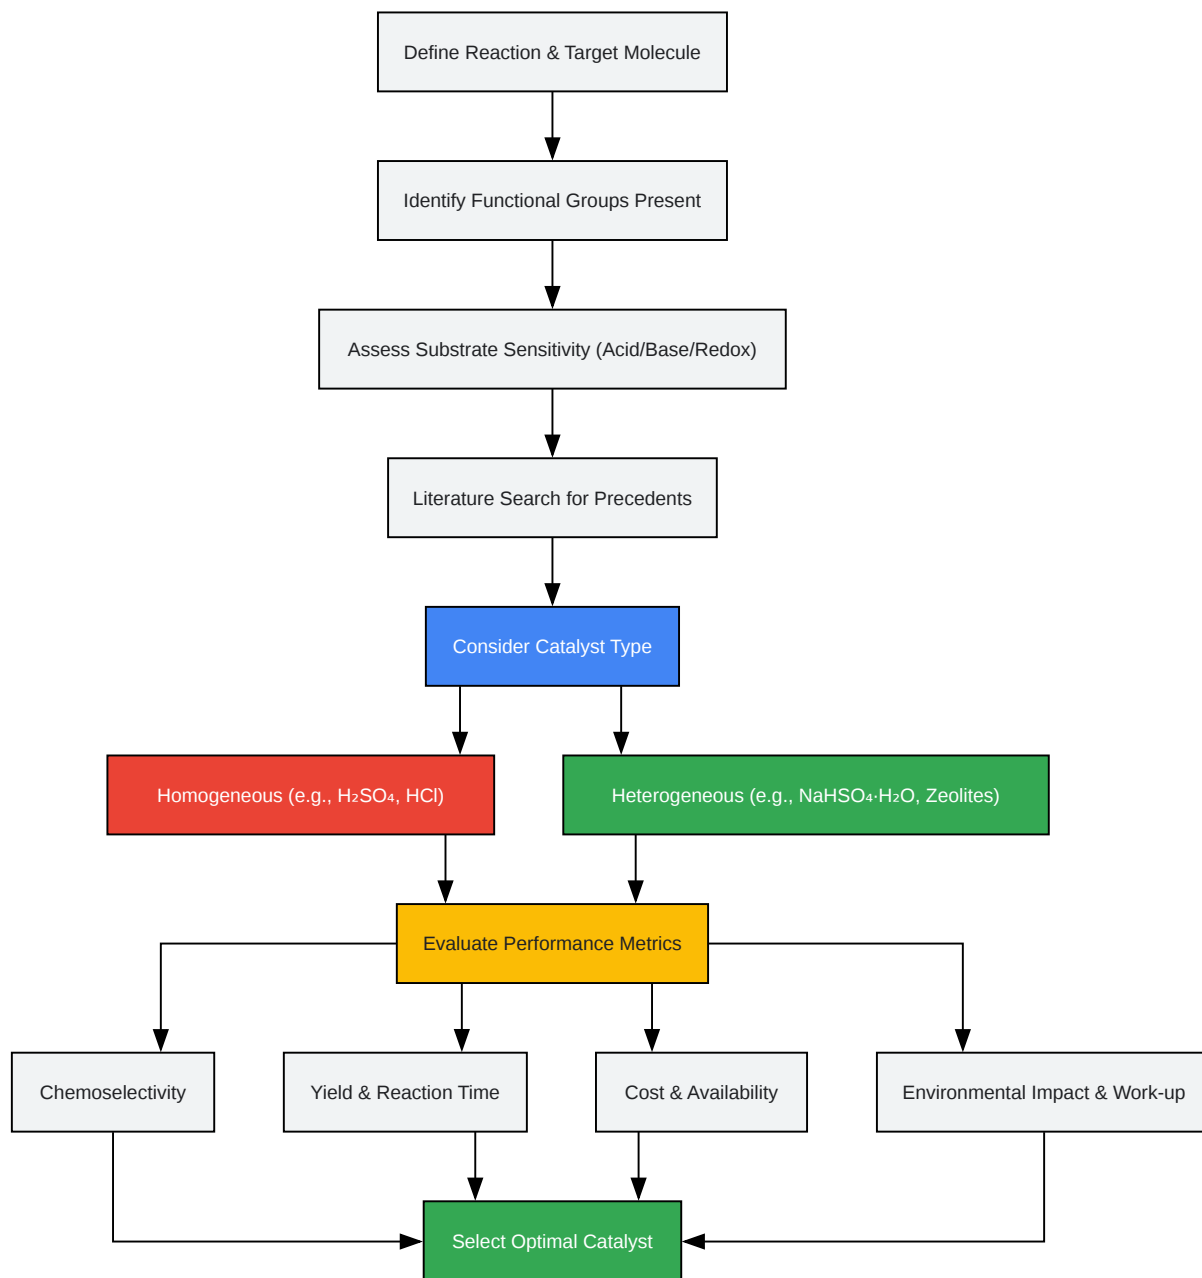 Define Reaction & Target Molecule
Identify Functional Groups Present
Assess Substrate Sensitivity (Acid/Base/Redox)
Literature Search for Precedents
Consider Catalyst Type
Homogeneous (e.g., H₂SO₄, HCl)
Heterogeneous (e.g., NaHSO₄·H₂O, Zeolites)
Evaluate Performance Metrics
Chemoselectivity
Yield & Reaction Time
Cost & Availability
Environmental Impact & Work-up
Select Optimal Catalyst